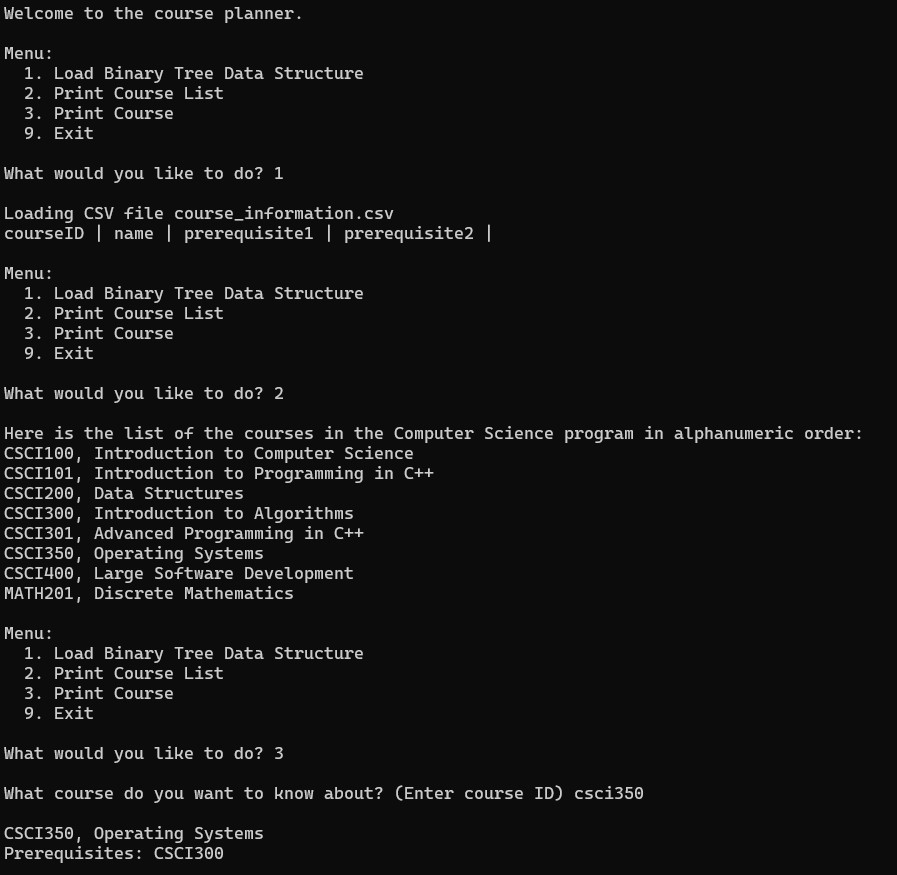 Welcome to the course planner.
Menu:
1. Load Binary Tree Data Structure
2. Print Course List
3. Print Course
9. Exit
What would you like to do? 1
Loading CSV file course_information.csv
courseID | name | prerequisite1 | prerequisite2 |
Menu:
1. Load Binary Tree Data Structure
2. Print Course List
3. Print Course
9. Exit
What would you like to do? 2
Here is the list of the courses in the Computer Science program in alphanumeric order:
CSCI100, Introduction to Computer Science
CSCI101, Introduction to Programming in C++
CSCI200, Data Structures
CSCI300, Introduction to Algorithms
CSCI301, Advanced Programming in C++
CSCI350, Operating Systems
CSCI400, Large Software Development
MATH201, Discrete Mathematics
Menu:
1. Load Binary Tree Data Structure
2. Print Course List
3. Print Course
9. Exit
What would you like to do? 3
What course do you want to know about? (Enter course ID) csci350
CSCI350, Operating Systems
Prerequisites: CSCI300